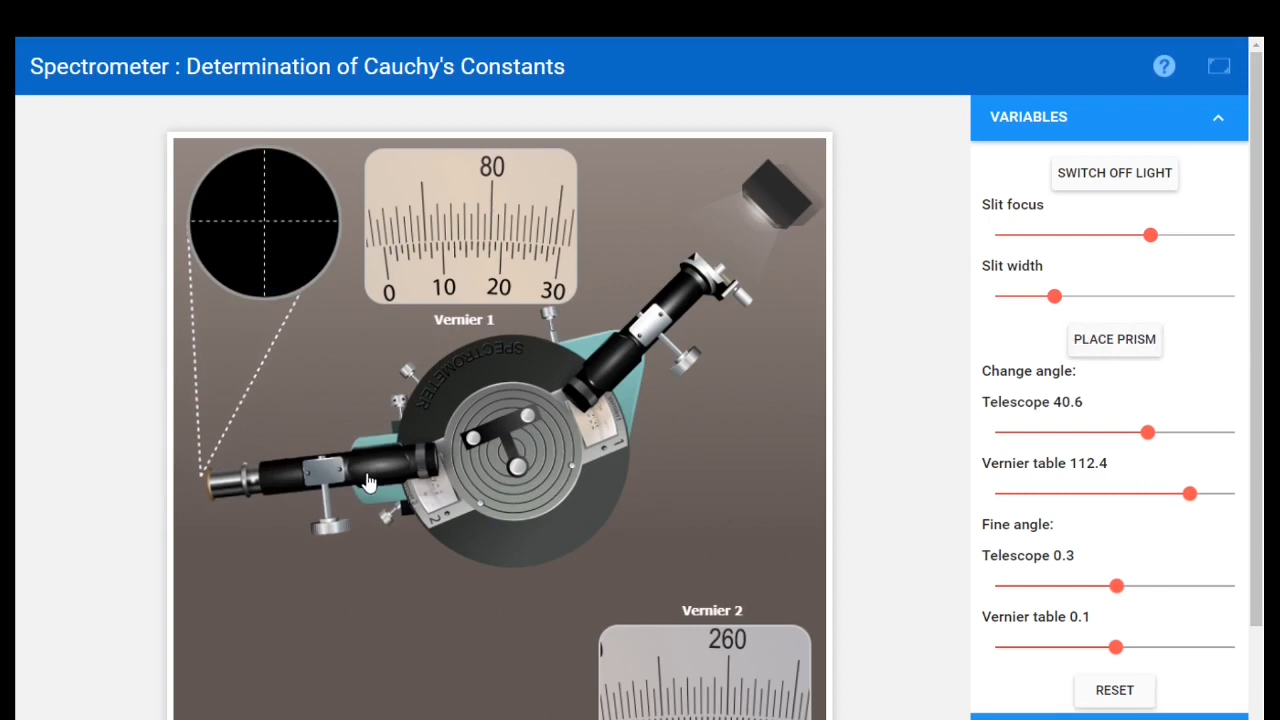 Spectrometer : Determination of Cauchy's Constants
?
VARIABLES
SWITCH OFF LIGHT
Slit focus
Slit width
PLACE PRISM
Change angle:
Telescope 40.6
Vernier table 112.4
Fine angle:
Telescope 0.3
Vernier table 0.1
RESET
80
0 10 20 30
Vernier 1
SPECTROMETER
1
2
Vernier 2
260